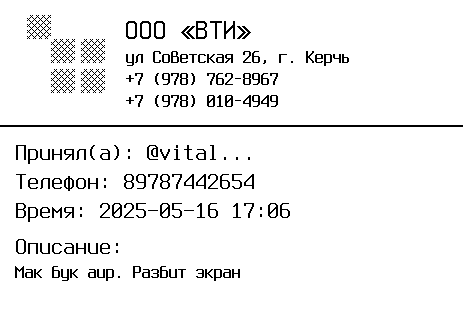 ООО «ВТИ»
ул Советская 26, г. Керчь
+7 (978) 762-8967
+7 (978) 010-4949
Принял(а): @vital...
Телефон: 89787442654
Время: 2025-05-16 17:06
Описание:
Мак бук аир. Разбит экран